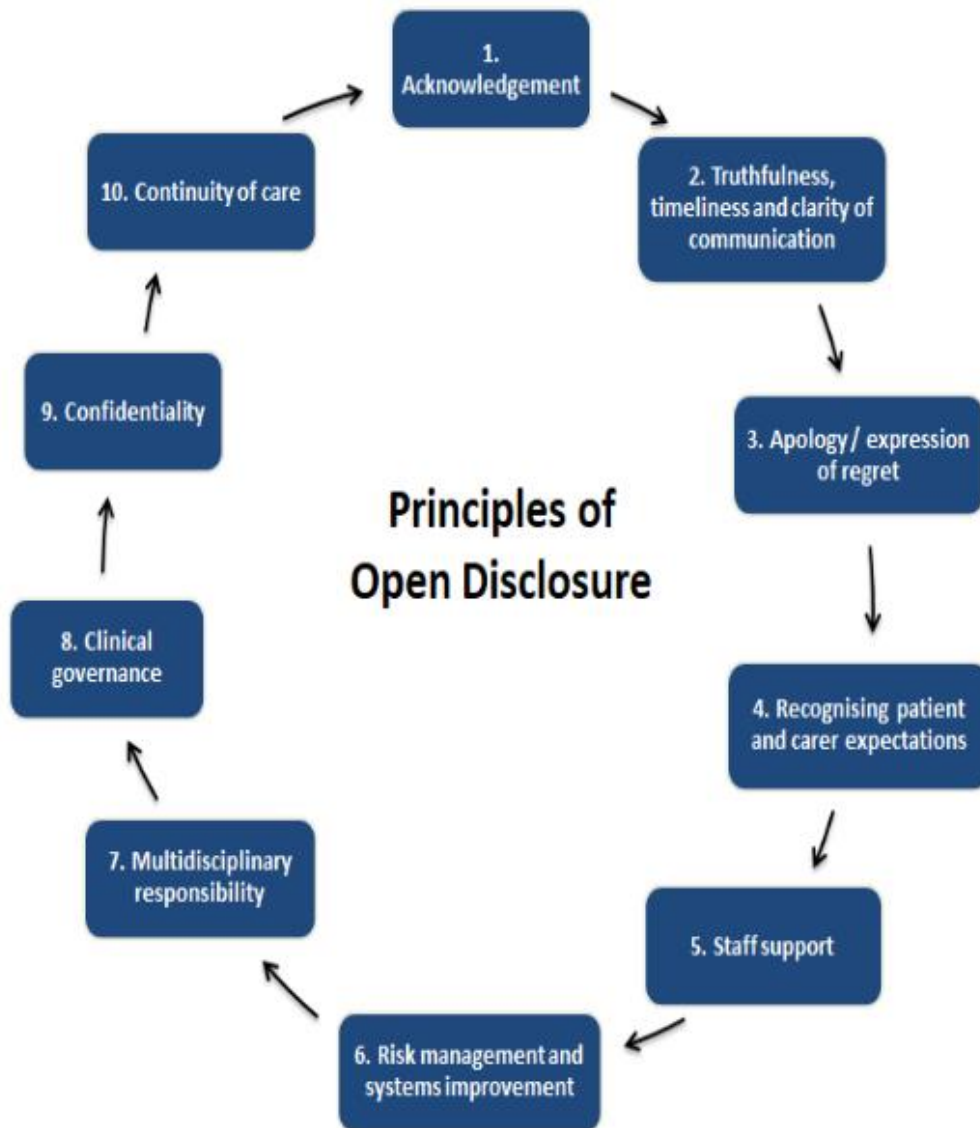 1.
Acknowledgement
2. Truthfulness,
timeliness and clarity of
communication
3. Apology / expression
of regret
4. Recognising patient
and carer expectations
5. Staff support
6. Risk management and
systems improvement
7. Multidisciplinary
responsibility
8. Clinical
governance
9. Confidentiality
10. Continuity of care
Principles of
Open Disclosure